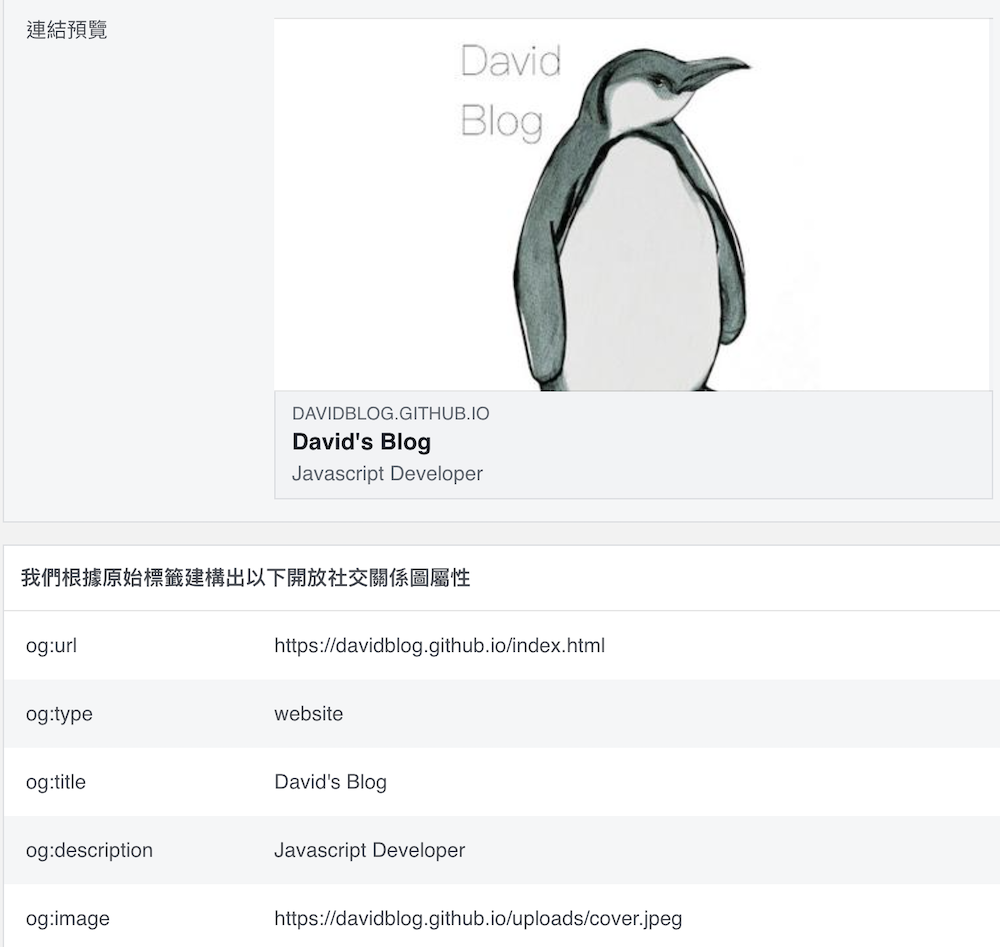 連結預覽
David
Blog
DAVIDBLOG.GITHUB.IO
David's Blog
Javascript Developer
我們根據原始標籤建構出以下開放社交關係圖屬性
og:url https://davidblog.github.io/index.html
og:type website
og:title David's Blog
og:description Javascript Developer
og:image https://davidblog.github.io/uploads/cover.jpeg